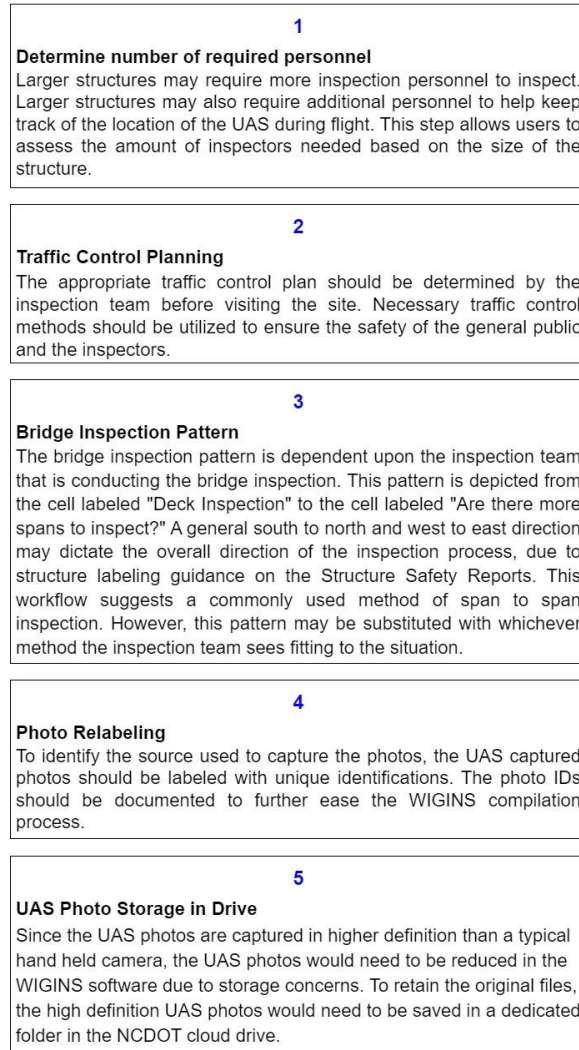 1
Determine number of required personnel
Larger structures may require more inspection personnel to inspect.
Larger structures may also require additional personnel to help keep
track of the location of the UAS during flight. This step allows users to
assess the amount of inspectors needed based on the size of the
structure.
2
Traffic Control Planning
The appropriate traffic control plan should be determined by the
inspection team before visiting the site. Necessary traffic control
methods should be utilized to ensure the safety of the general public
and the inspectors.
3
Bridge Inspection Pattern
The bridge inspection pattern is dependent upon the inspection team
that is conducting the bridge inspection. This pattern is depicted from
the cell labeled "Deck Inspection" to the cell labeled "Are there more
spans to inspect?" A general south to north and west to east direction
may dictate the overall direction of the inspection process, due to
structure labeling guidance on the Structure Safety Reports. This
workflow suggests a commonly used method of span to span
inspection. However, this pattern may be substituted with whichever
method the inspection team sees fitting to the situation.
4
Photo Relabeling
To identify the source used to capture the photos, the UAS captured
photos should be labeled with unique identifications. The photo IDs
should be documented to further ease the WIGINS compilation
process.
5
UAS Photo Storage in Drive
Since the UAS photos are captured in higher definition than a typical
hand held camera, the UAS photos would need to be reduced in the
WIGINS software due to storage concerns. To retain the original files,
the high definition UAS photos would need to be saved in a dedicated
folder in the NCDOT cloud drive.